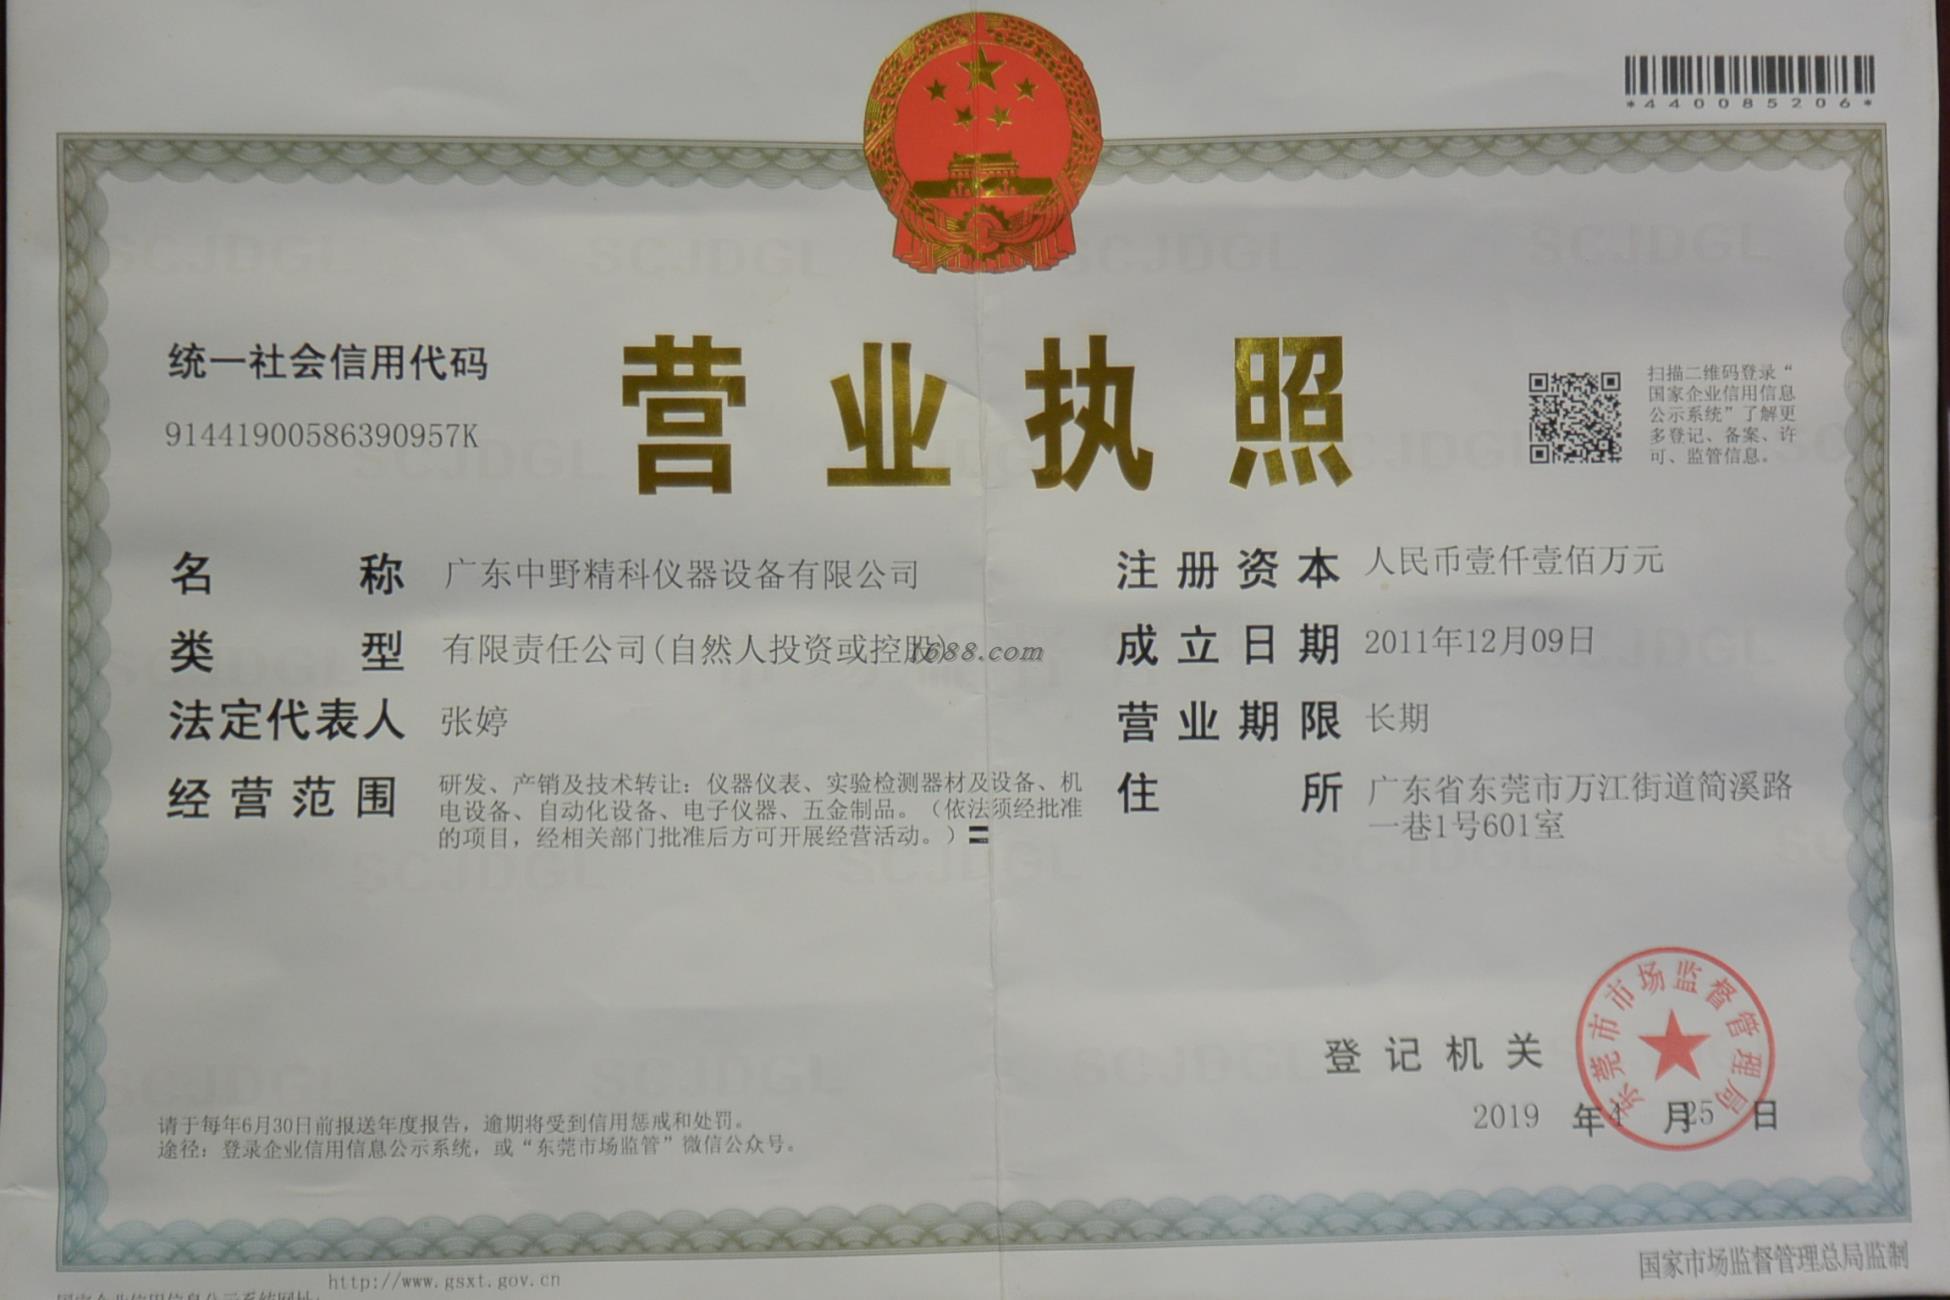 *440085206*
统一社会信用代码
91441900586390957K
营业执照
扫描二维码登录“
国家企业信用信息
公示系统”了解更
多登记、备案、许
可、监管信息。
名称 广东中野精科仪器设备有限公司
类型 有限责任公司(自然人投资或控股)
1688.com
法定代表人 张婷
经营范围 研发、产销及技术转让：仪器仪表、实验检测器材及设备、机
电设备、自动化设备、电子仪器、五金制品。（依法须经批准
的项目，经相关部门批准后方可开展经营活动。）
注册资本 人民币壹仟壹佰万元
成立日期 2011年12月09日
营业期限 长期
住所 广东省东莞市万江街道简溪路
一巷1号601室
登记机关
东莞市市场监督管理局
2019 年4月25日
请于每年6月30日前报送年度报告，逾期将受到信用惩戒和处罚。
途径：登录企业信用信息公示系统，或“东莞市场监管”微信公众号。
http://www.gsxt.gov.cn
国家市场监督管理总局监制
SCJDGL